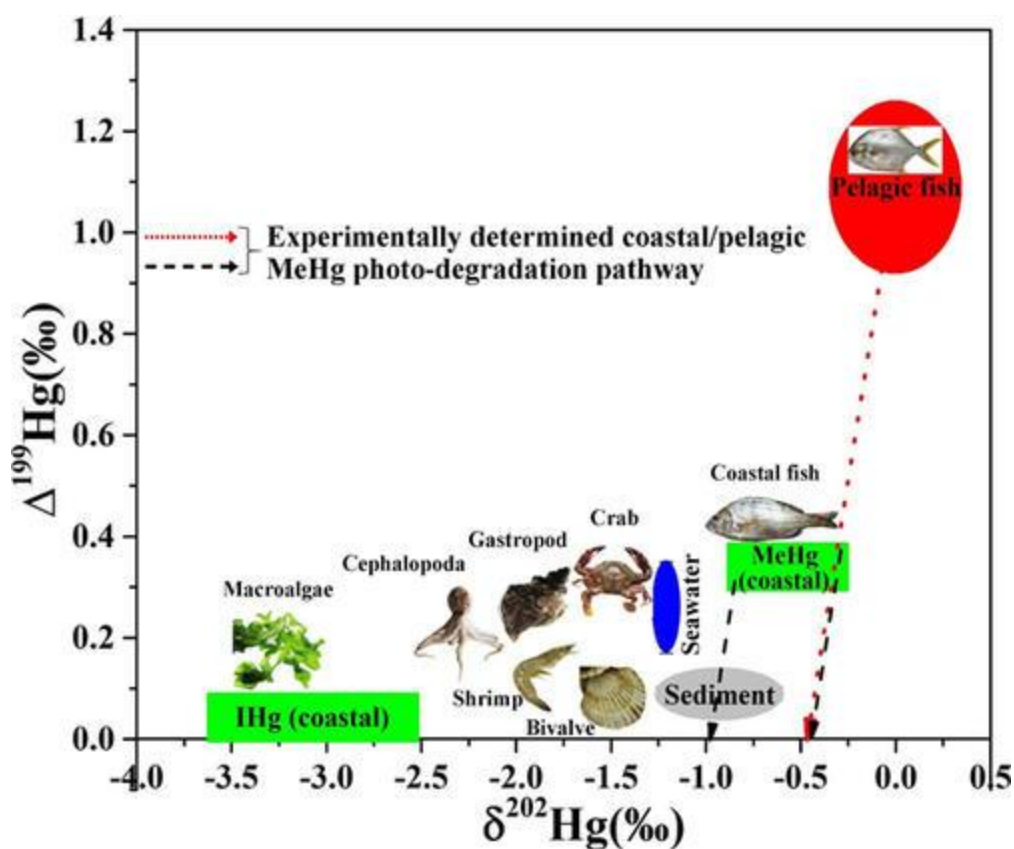 1.4
1.2
1.0
0.8
0.6
0.4
0.2
0.0
Δ199Hg(‰)
Pelagic fish
Experimentally determined coastal/pelagic
MeHg photo-degradation pathway
Coastal fish
Crab
Gastropod
Cephalopoda
MeHg
(coastal)
Macroalgae
Seawater
Sediment
Shrimp
IHg (coastal)
Bivalve
-4.0 -3.5 -3.0 -2.5 -2.0 -1.5 -1.0 -0.5 0.0 0.5
δ202Hg(‰)